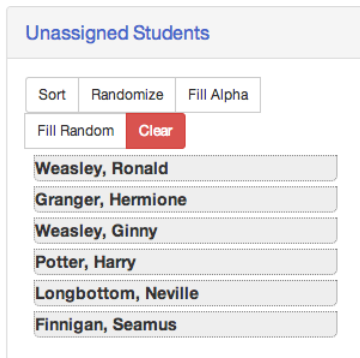 Unassigned Students
Sort Randomize Fill Alpha
Fill Random Clear
Weasley, Ronald
Granger, Hermione
Weasley, Ginny
Potter, Harry
Longbottom, Neville
Finnigan, Seamus